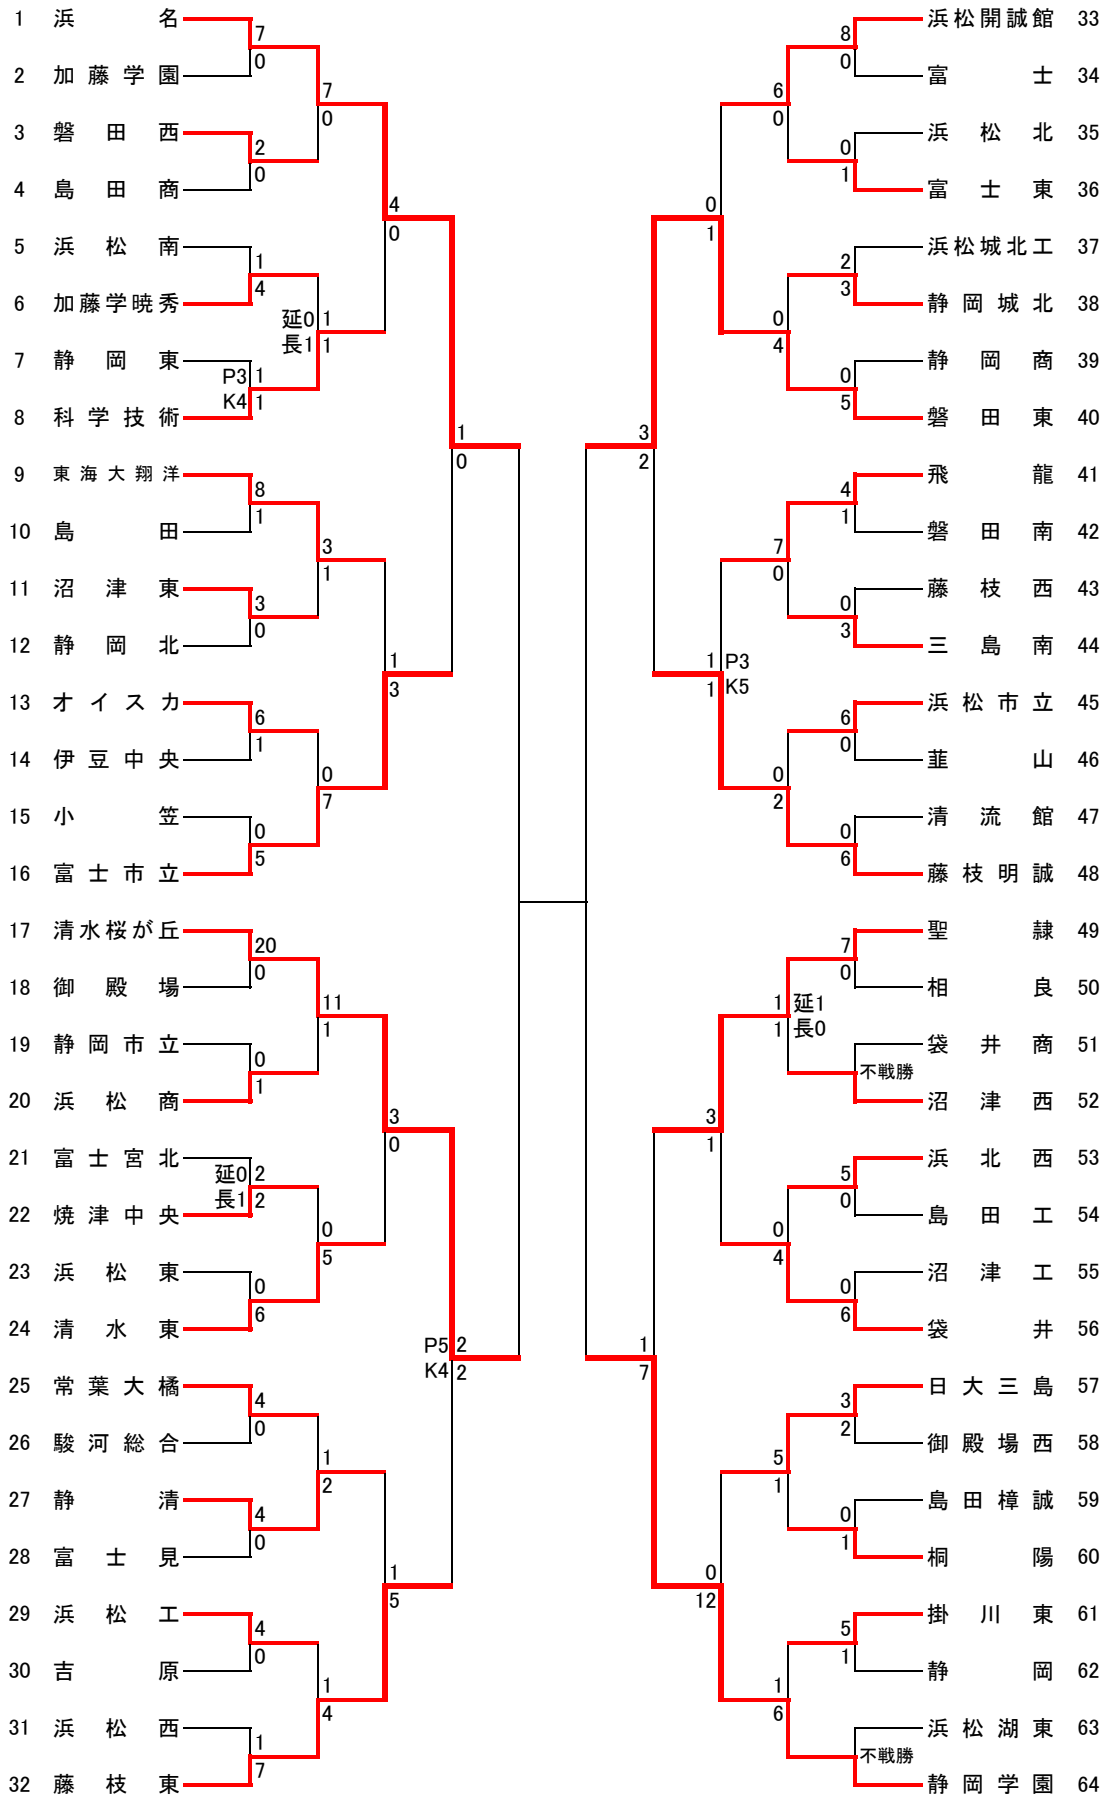 1 浜名
2 加藤学園
3 磐田西
4 島田商
5 浜松南
6 加藤学暁秀
7 静岡東
8 科学技術
9 東海大翔洋
10 島田
11 沼津東
12 静岡北
13 オイスカ
14 伊豆中央
15 小笠
16 富士市立
17 清水桜が丘
18 御殿場
19 静岡市立
20 浜松商
21 富士宮北
22 焼津中央
23 浜松東
24 清水東
25 常葉大橘
26 駿河総合
27 静清
28 富士見
29 浜松工
30 吉原
31 浜松西
32 藤枝東
7
0
2
0
1
4
P3 1
K4 1
8
1
3
0
6
1
0
5
20
0
0
1
延0 2
長1 2
0
6
4
0
4
0
4
0
1
7
7
0
延0 1
長1 1
3
1
0
7
11
1
0
5
1
2
1
4
4
0
1
3
3
0
1
5
1
0
P5 2
K4 2
3
2
1
7
0
1
1 P3
1 K5
3
1
0
12
6
0
0
4
7
0
0
2
1 延1
1 長0
0
4
5
1
1
6
8
0
0
1
2
3
0
5
4
1
0
3
6
0
0
6
7
0
不戦勝
5
0
0
6
3
2
0
1
5
1
不戦勝
浜松開誠館 33
富士 34
浜松北 35
富士東 36
浜松城北工 37
静岡城北 38
静岡商 39
磐田東 40
飛龍 41
磐田南 42
藤枝西 43
三島南 44
浜松市立 45
韮山 46
清流館 47
藤枝明誠 48
聖隷 49
相良 50
袋井商 51
沼津西 52
浜北西 53
島田工 54
沼津工 55
袋井 56
日大三島 57
御殿場西 58
島田樟誠 59
桐陽 60
掛川東 61
静岡 62
浜松湖東 63
静岡学園 64